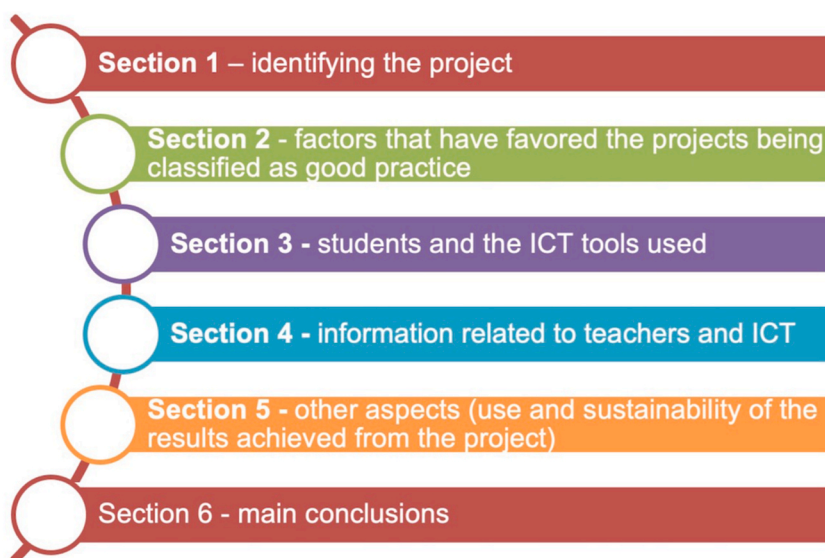 Section 1 – identifying the project
Section 2 - factors that have favored the projects being
classified as good practice
Section 3 - students and the ICT tools used
Section 4 - information related to teachers and ICT
Section 5 - other aspects (use and sustainability of the
results achieved from the project)
Section 6 - main conclusions